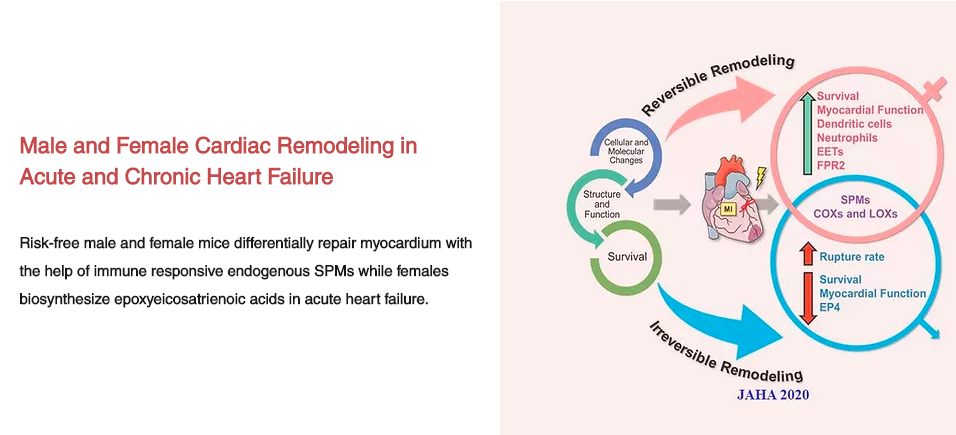 Male and Female Cardiac Remodeling in
Acute and Chronic Heart Failure
Risk-free male and female mice differentially repair myocardium with
the help of immune responsive endogenous SPMs while females
biosynthesize epoxyeicosatrienoic acids in acute heart failure.
Reversible Remodeling
Cellular and
Molecular
Changes
Structure
and
Function
Survival
MI
Survival
Myocardial Function
Dendritic cells
Neutrophils
EETs
FPR2
SPMs
COXs and LOXs
Rupture rate
Survival
Myocardial Function
EP4
Irreversible Remodeling
JAHA 2020